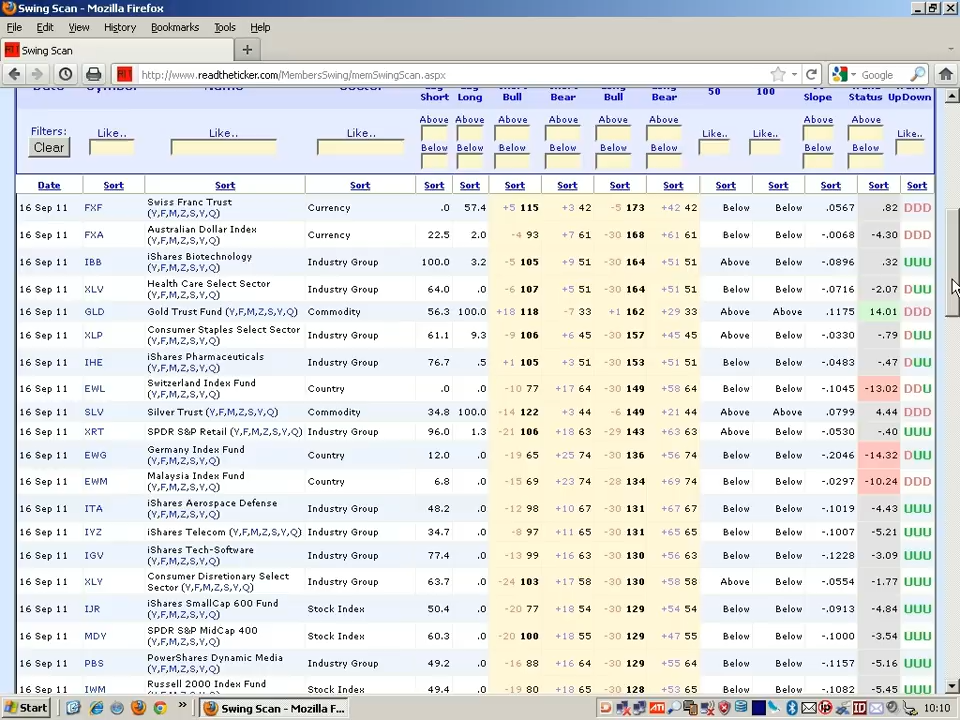 Swing Scan - Mozilla Firefox
File Edit View History Bookmarks Tools Help
Swing Scan
http://www.readtheticker.com/MembersSwing/memSwingScan.aspx Google
Short Long Bull Bear Bull Bear 50 100 Slope Status UpDown
Filters: Like.. Like.. Like.. Above Above Above Above Above Above Like.. Like.. Above Above Like..
Clear Below Below Below Below Below Below Below Below
Date Sort Sort Sort Sort Sort Sort Sort Sort Sort Sort Sort Sort Sort Sort
16 Sep 11 FXF Swiss Franc Trust (Y,F,M,Z,S,Y,Q) Currency .0 57.4 +5 115 +3 42 -5 173 +42 42 Below Below .0567 .82 DDD
16 Sep 11 FXA Australian Dollar Index (Y,F,M,Z,S,Y,Q) Currency 22.5 2.0 -4 93 +7 61 -30 168 +61 61 Below Below -.0068 -4.30 DDD
16 Sep 11 IBB iShares Biotechnology (Y,F,M,Z,S,Y,Q) Industry Group 100.0 3.2 -5 105 +9 51 -30 164 +51 51 Above Below -.0896 .32 UUU
16 Sep 11 XLV Health Care Select Sector (Y,F,M,Z,S,Y,Q) Industry Group 64.0 .0 -6 107 +5 51 -30 164 +51 51 Above Below -.0716 -2.07 DUU
16 Sep 11 GLD Gold Trust Fund (Y,F,M,Z,S,Y,Q) Commodity 56.3 100.0 +18 118 -7 33 +1 162 +29 33 Above Above .1175 14.01 DDD
16 Sep 11 XLP Consumer Staples Select Sector (Y,F,M,Z,S,Y,Q) Industry Group 61.1 9.3 -9 106 +6 45 -30 157 +45 45 Above Below -.0330 -.79 DUU
16 Sep 11 IHE iShares Pharmaceuticals (Y,F,M,Z,S,Y,Q) Industry Group 76.7 .5 +1 105 +3 51 -30 153 +51 51 Above Below -.0483 -.47 DUU
16 Sep 11 EWL Switzerland Index Fund (Y,F,M,Z,S,Y,Q) Country .0 .0 -10 77 +17 64 -30 149 +58 64 Below Below -.1045 -13.02 DDU
16 Sep 11 SLV Silver Trust (Y,F,M,Z,S,Y,Q) Commodity 34.8 100.0 -14 122 +3 44 -6 149 +21 44 Above Above .0799 4.44 DDD
16 Sep 11 XRT SPDR S&P Retail (Y,F,M,Z,S,Y,Q) Industry Group 96.0 1.3 -21 106 +18 63 -29 143 +63 63 Above Below -.0530 -.40 UUU
16 Sep 11 EWG Germany Index Fund (Y,F,M,Z,S,Y,Q) Country 12.0 .0 -19 65 +25 74 -30 136 +56 74 Below Below -.2046 -14.32 DUU
16 Sep 11 EWM Malaysia Index Fund (Y,F,M,Z,S,Y,Q) Country 6.8 .0 -15 69 +23 74 -28 134 +69 74 Below Below -.0297 -10.24 DDD
16 Sep 11 ITA iShares Aerospace Defense (Y,F,M,Z,S,Y,Q) Industry Group 48.2 .0 -12 98 +10 67 -30 131 +67 67 Below Below -.1019 -4.43 UUU
16 Sep 11 IYZ iShares Telecom (Y,F,M,Z,S,Y,Q) Industry Group 34.7 .0 -8 97 +11 65 -30 131 +65 65 Below Below -.1007 -5.21 UUU
16 Sep 11 IGV iShares Tech-Software (Y,F,M,Z,S,Y,Q) Industry Group 77.4 .0 -13 99 +16 63 -30 130 +56 63 Below Below -.1228 -3.09 UUU
16 Sep 11 XLY Consumer Disretionary Select Sector (Y,F,M,Z,S,Y,Q) Industry Group 63.7 .0 -24 103 +17 58 -30 130 +58 58 Above Below -.0554 -1.77 UUU
16 Sep 11 IJR iShares SmallCap 600 Fund (Y,F,M,Z,S,Y,Q) Stock Index 50.4 .0 -20 77 +18 54 -30 129 +54 54 Below Below -.0913 -4.84 UUU
16 Sep 11 MDY SPDR S&P MidCap 400 (Y,F,M,Z,S,Y,Q) Stock Index 60.3 .0 -20 100 +18 55 -30 129 +47 55 Below Below -.1000 -3.54 UUU
16 Sep 11 PBS PowerShares Dynamic Media (Y,F,M,Z,S,Y,Q) Industry Group 49.2 .0 -16 88 +16 64 -30 129 +55 64 Below Below -.1157 -5.16 UUU
16 Sep 11 IWM Russell 2000 Index Fund Stock Index 49.4 .0 -19 80 +18 65 -30 128 +53 65 Below Below -.1082 -5.45 UUU
Start Swing Scan - Mozilla F... 10:10